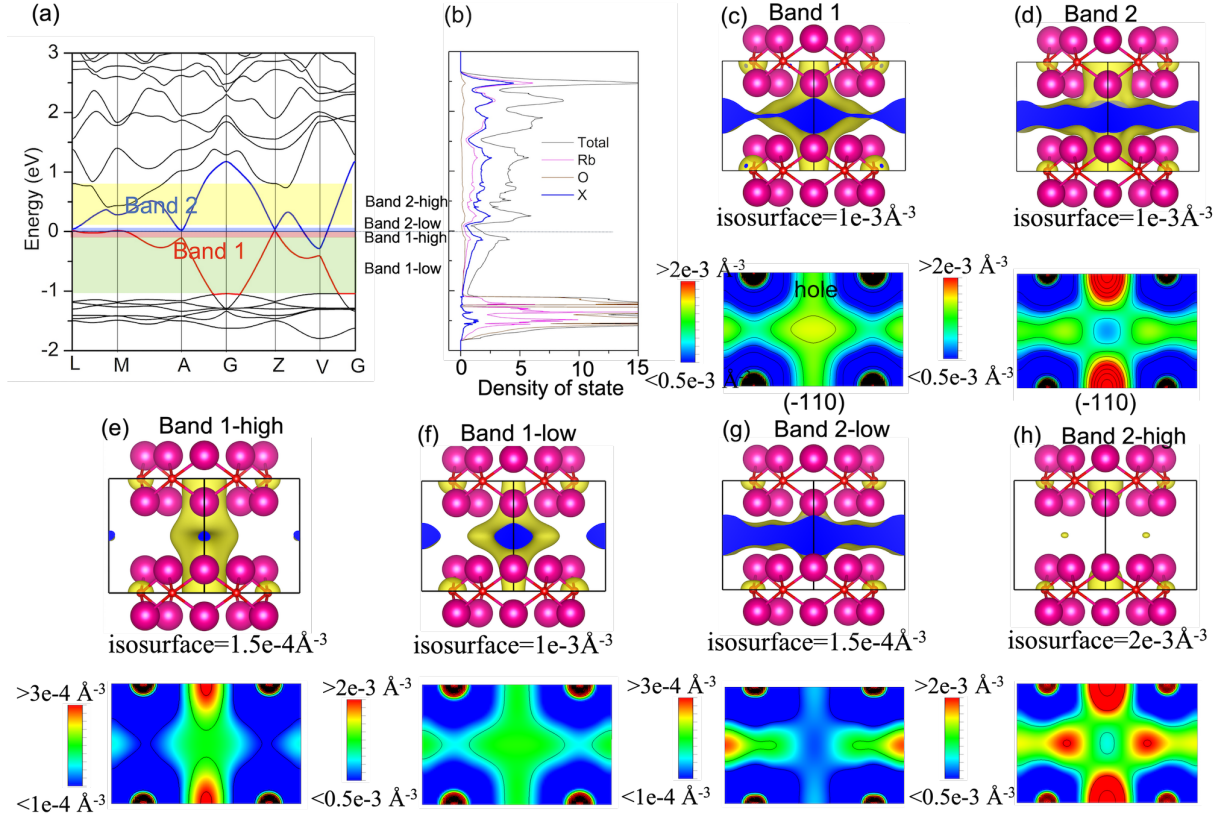 (a)
Energy (eV)
3
2
1
0
-1
-2
L
M
A
G
Z
V
G
Band 2
Band 1
(b)
Total
Rb
O
X
Band 2-high
Band 2-low
Band 1-high
Band 1-low
0
5
10
15
Density of state
(c)
Band 1
isosurface=1e-3Å-3
>2e-3 Å-3
<0.5e-3 Å-3
hole
(-110)
(d)
Band 2
isosurface=1e-3Å-3
>2e-3 Å-3
<0.5e-3 Å-3
(-110)
(e)
Band 1-high
isosurface=1.5e-4Å-3
>3e-4 Å-3
<1e-4 Å-3
(f)
Band 1-low
isosurface=1e-3Å-3
>2e-3 Å-3
<0.5e-3 Å-3
(g)
Band 2-low
isosurface=1.5e-4Å-3
>3e-4 Å-3
<1e-4 Å-3
(h)
Band 2-high
isosurface=2e-3Å-3
>2e-3 Å-3
<0.5e-3 Å-3